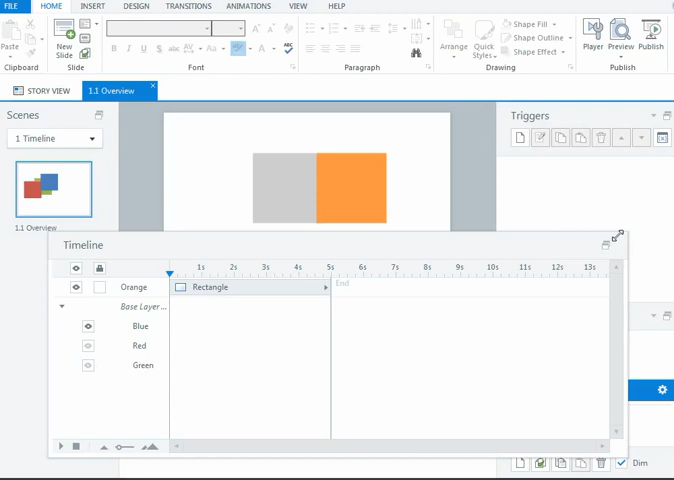 FILE HOME INSERT DESIGN TRANSITIONS ANIMATIONS VIEW HELP
Paste
New
Slide
B I U S abc AV Aa A
Arrange
Quick
Styles
Shape Fill
Shape Outline
Shape Effect
Player Preview Publish
Clipboard Slide Font Paragraph Drawing Publish
STORY VIEW 1.1 Overview
Scenes
Triggers
1 Timeline
1.1 Overview
Timeline
1s 2s 3s 4s 5s 6s 7s 8s 9s 10s 11s 12s 13s
Orange Rectangle End
Base Layer ...
Blue
Red
Green
Dim